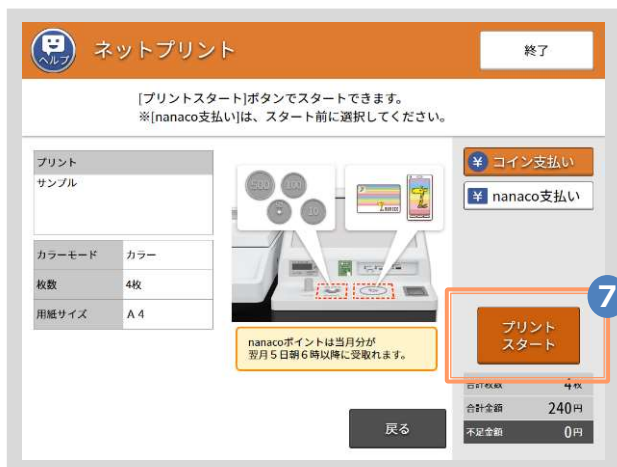 ヘルプ
ネットプリント
終了
[プリントスタート]ボタンでスタートできます。
※[nanaco支払い]は、スタート前に選択してください。
プリント
サンプル
カラーモード カラー
枚数 4枚
用紙サイズ A 4
500 100
10
nanaco
nanacoポイントは当月分が
翌月5日朝6時以降に受取れます。
戻る
¥ コイン支払い
¥ nanaco支払い
7
プリント
スタート
合計枚数 4枚
合計金額 240円
不足金額 0円